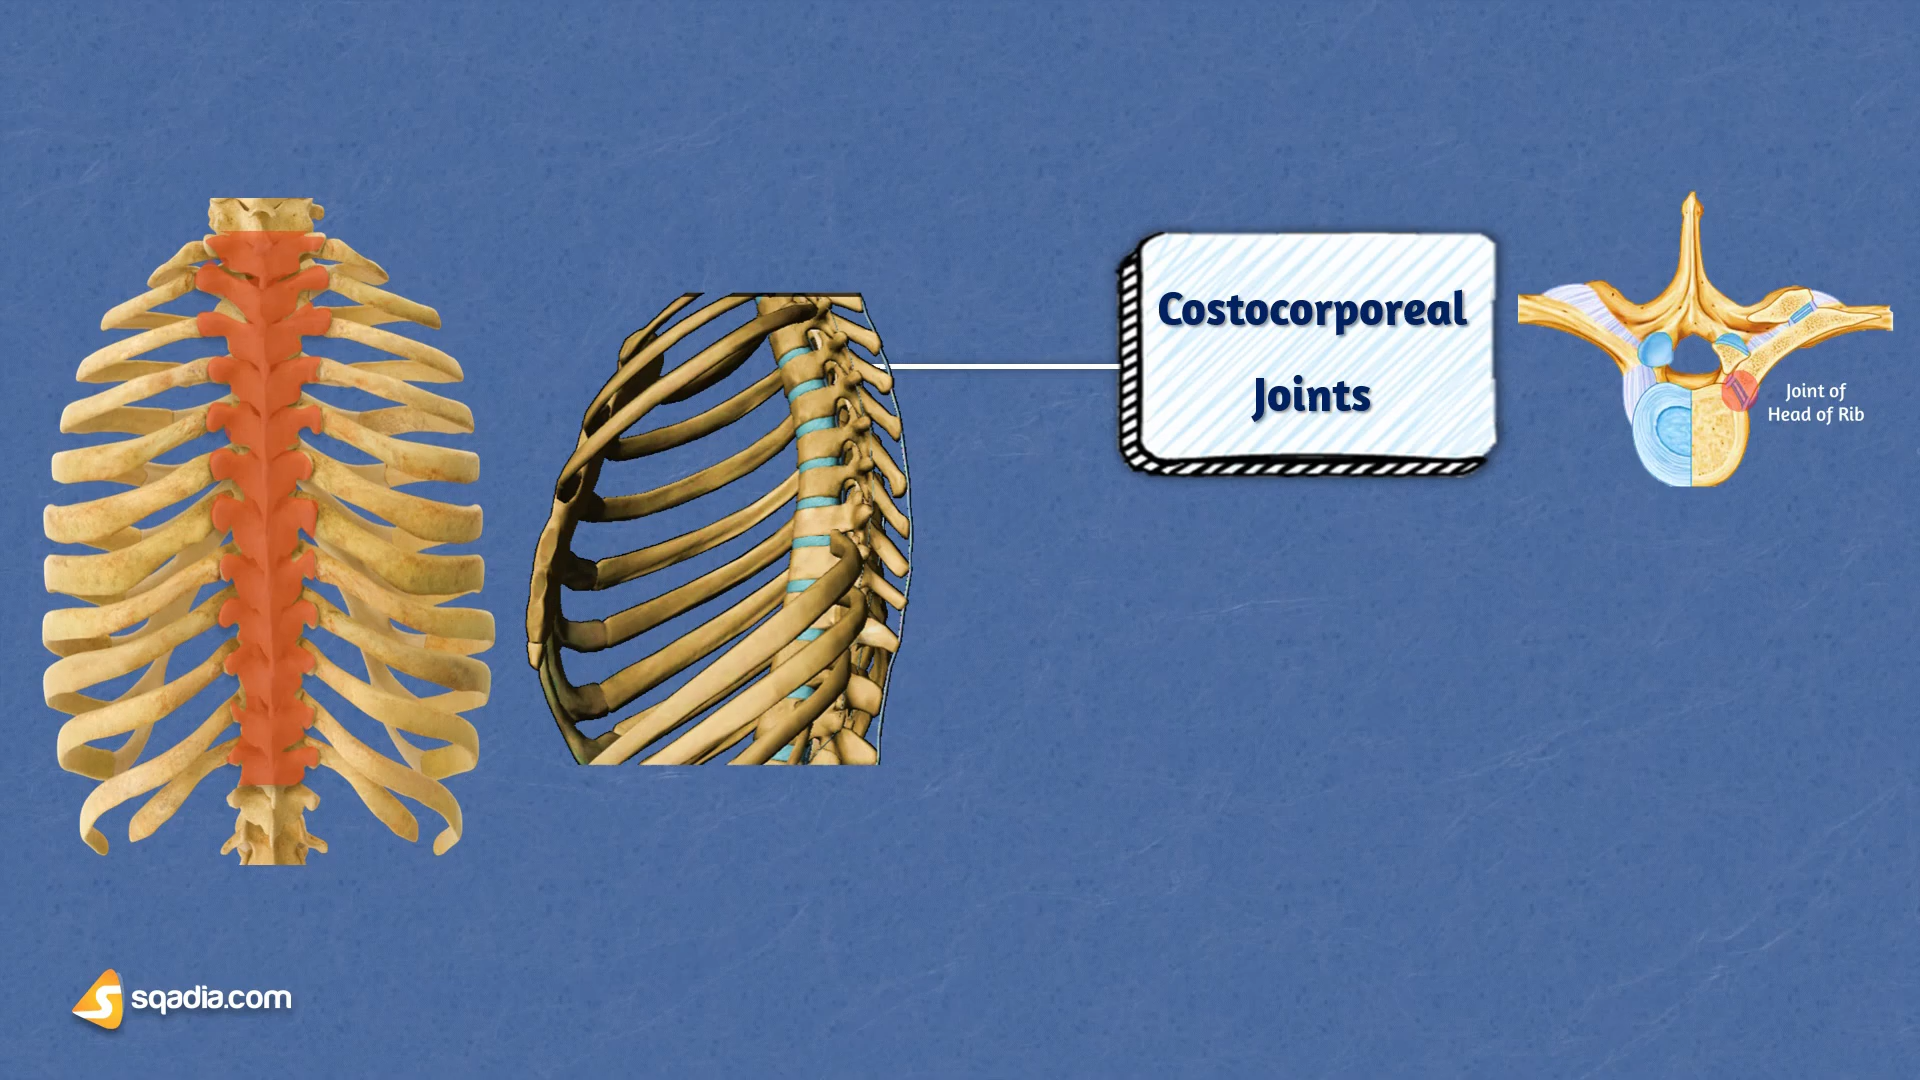 Costocorporeal
Joints
Joint of
Head of Rib
sqadia.com